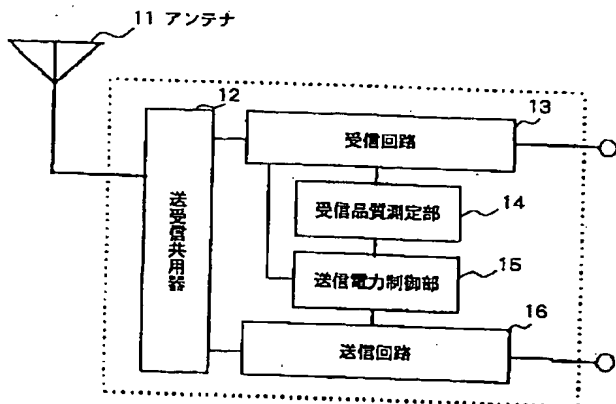 11 アンテナ
12
13
受信回路
送受信共用器
受信品質測定部
14
送信電力制御部
15
16
送信回路